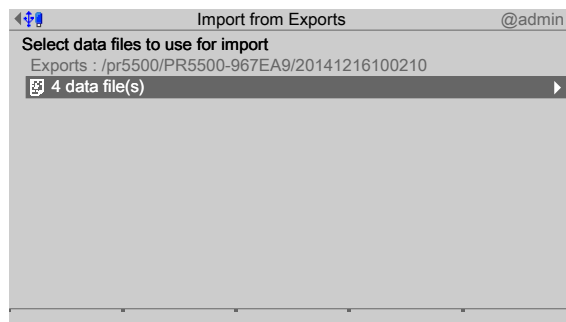 Import from Exports @admin
Select data files to use for import
Exports : /pr5500/PR5500-967EA9/20141216100210
4 data file(s)